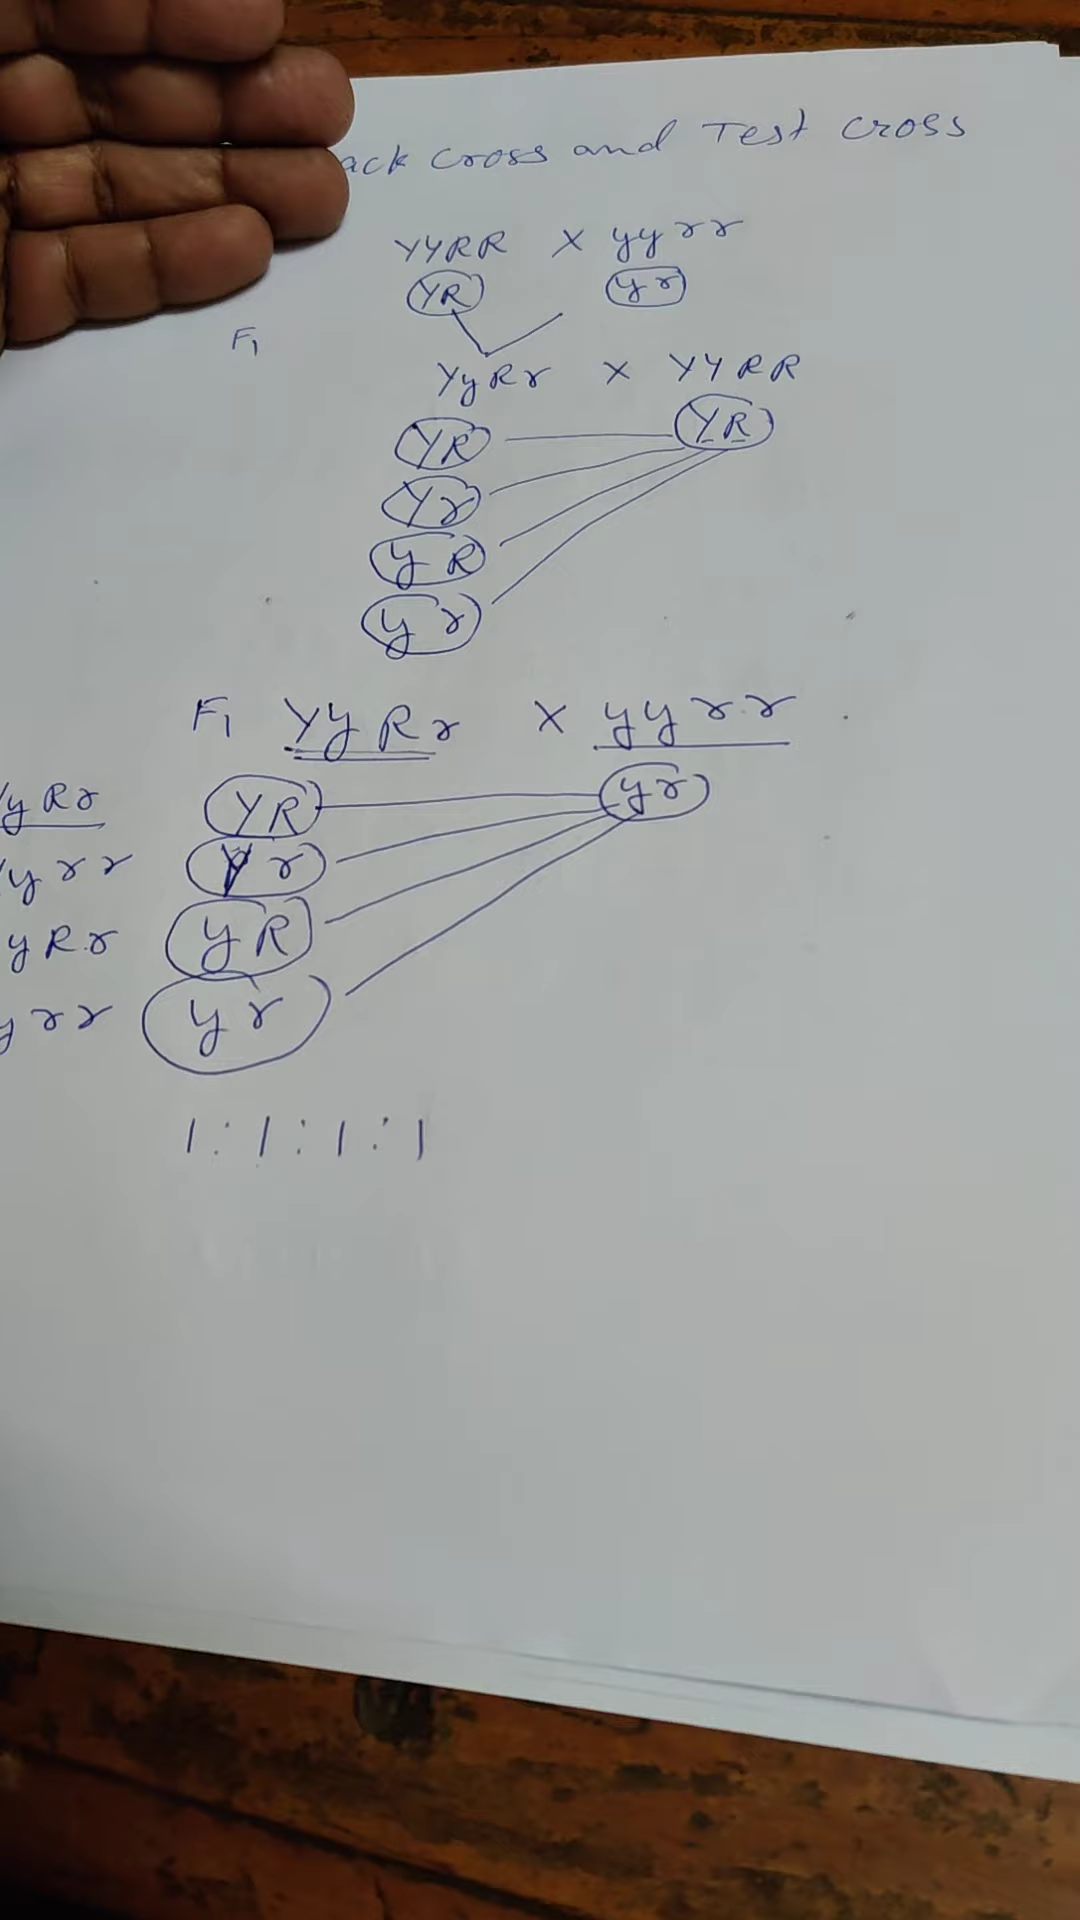 ack cross and Test cross
YYRR X yyrr
YR yr
F1
YyRr X YYRR
YR YR
Yr
yR
yr
F1 YyRr X yyrr
yRr YR yr
yrr Yr
yRr yR
yrr yr
1:1:1:1